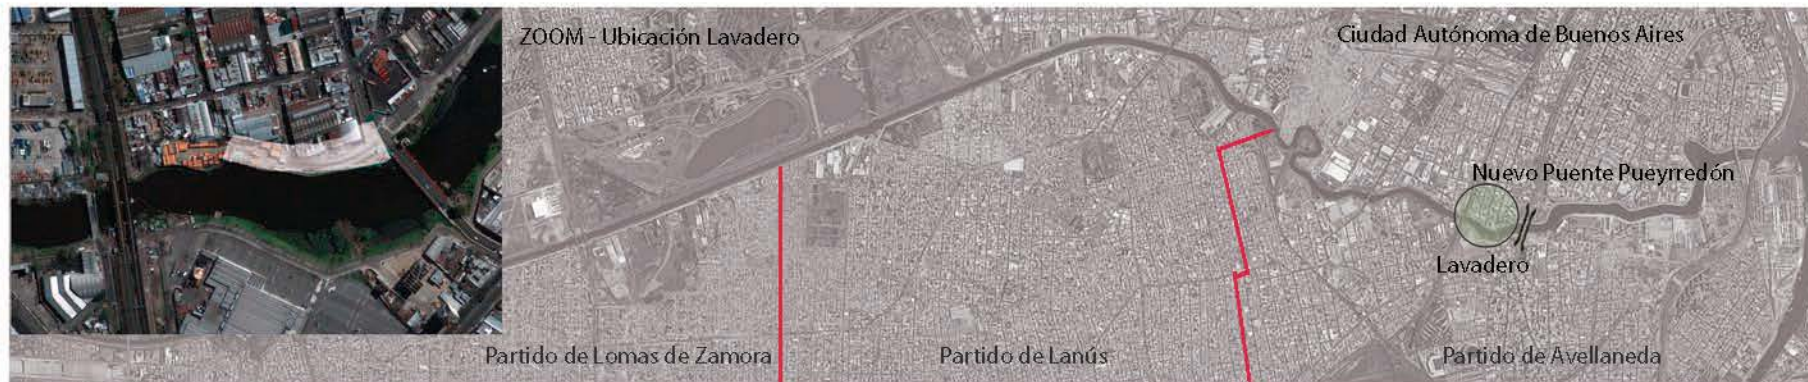 ZOOM - Ubicación Lavadero
Ciudad Autónoma de Buenos Aires
Nuevo Puente Pueyrredón
Lavadero
Partido de Lomas de Zamora
Partido de Lanús
Partido de Avellaneda